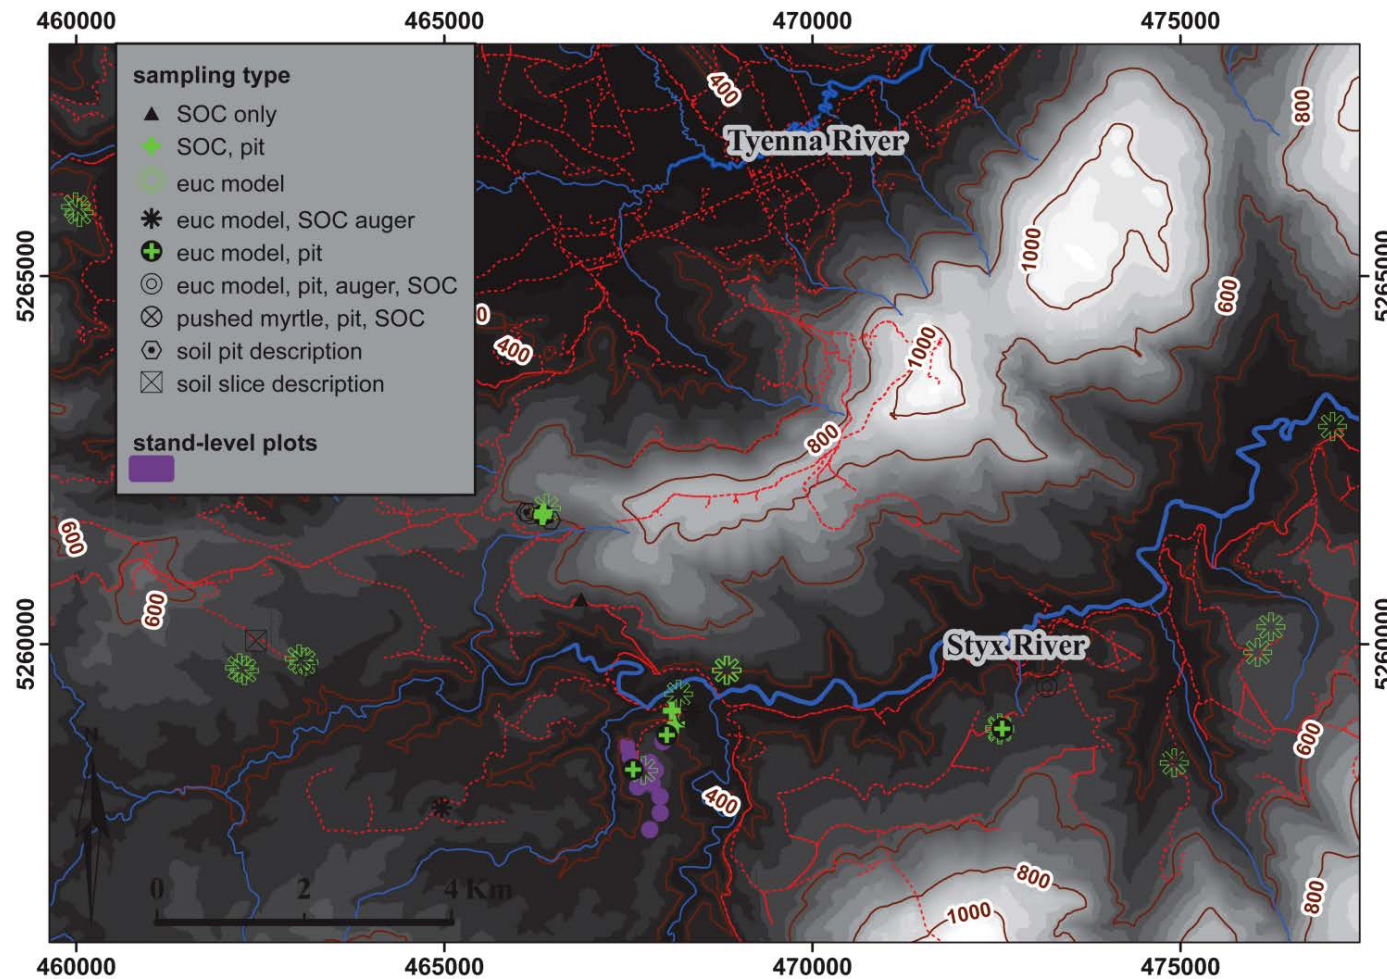 460000 465000 470000 475000
sampling type
SOC only
SOC, pit
euc model
euc model, SOC auger
euc model, pit
euc model, pit, auger, SOC
pushed myrtle, pit, SOC
soil pit description
soil slice description
stand-level plots
400
Tyenna River
800
1000
600
5265000
5265000
0
400
1000
800
600
600
5260000
5260000
Styx River
600
400
N
0 2 4 Km
800
1000
800
460000 465000 470000 475000